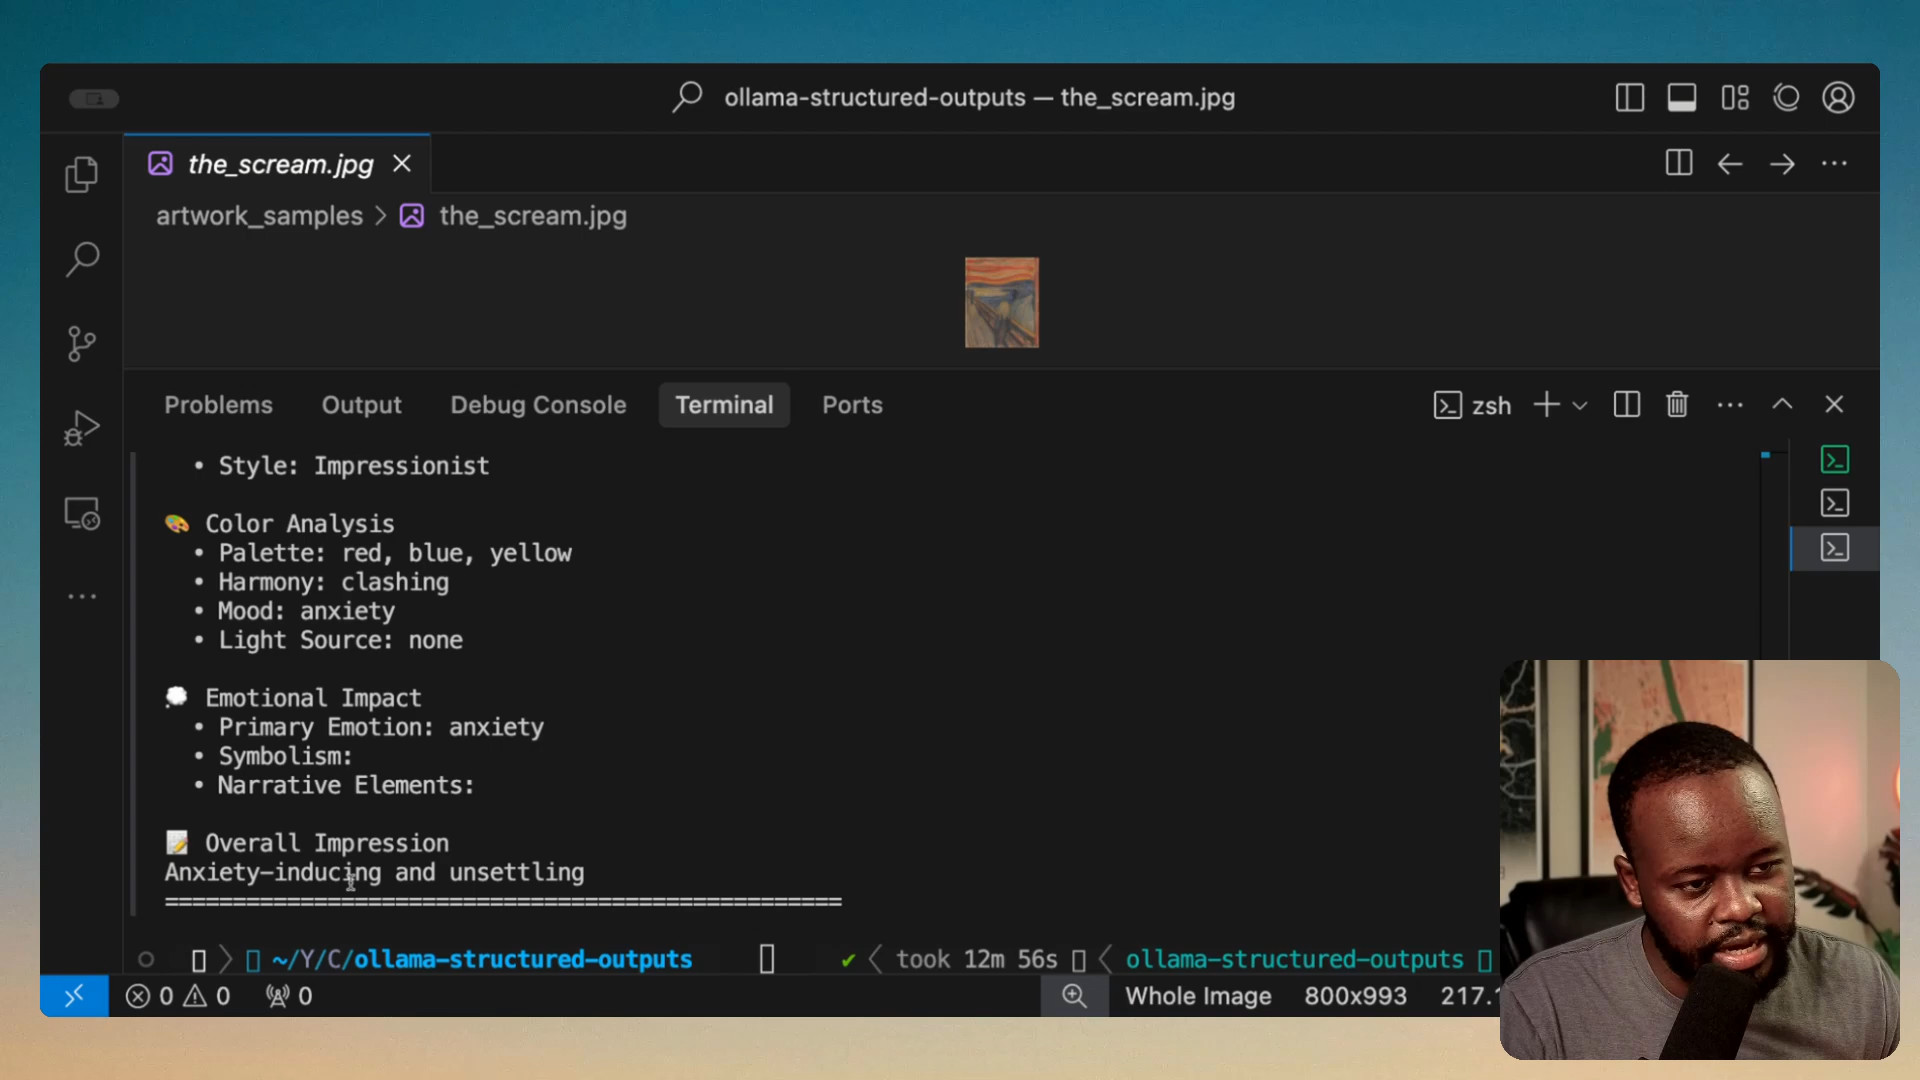 ollama-structured-outputs — the_scream.jpg
the_scream.jpg
artwork_samples > the_scream.jpg
Problems Output Debug Console Terminal Ports
zsh
• Style: Impressionist
Color Analysis
• Palette: red, blue, yellow
• Harmony: clashing
• Mood: anxiety
• Light Source: none
Emotional Impact
• Primary Emotion: anxiety
• Symbolism:
• Narrative Elements:
Overall Impression
Anxiety-inducing and unsettling
==================================================
~/Y/C/ollama-structured-outputs ✔ took 12m 56s ollama-structured-outputs
0 0 0 Whole Image 800x993 217.